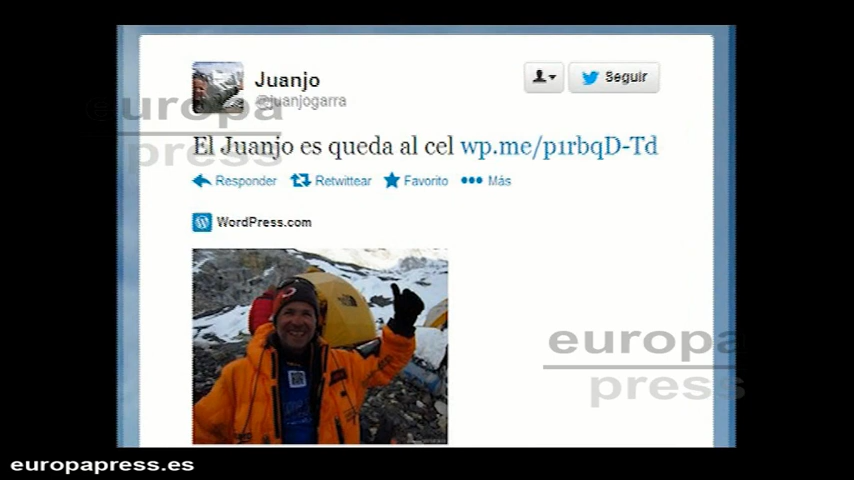 Juanjo
@juanjogarra
Seguir
europa
press
El Juanjo es queda al cel wp.me/p1rbqD-Td
Responder Retwittear Favorito Más
WordPress.com
europa
press
europapress.es